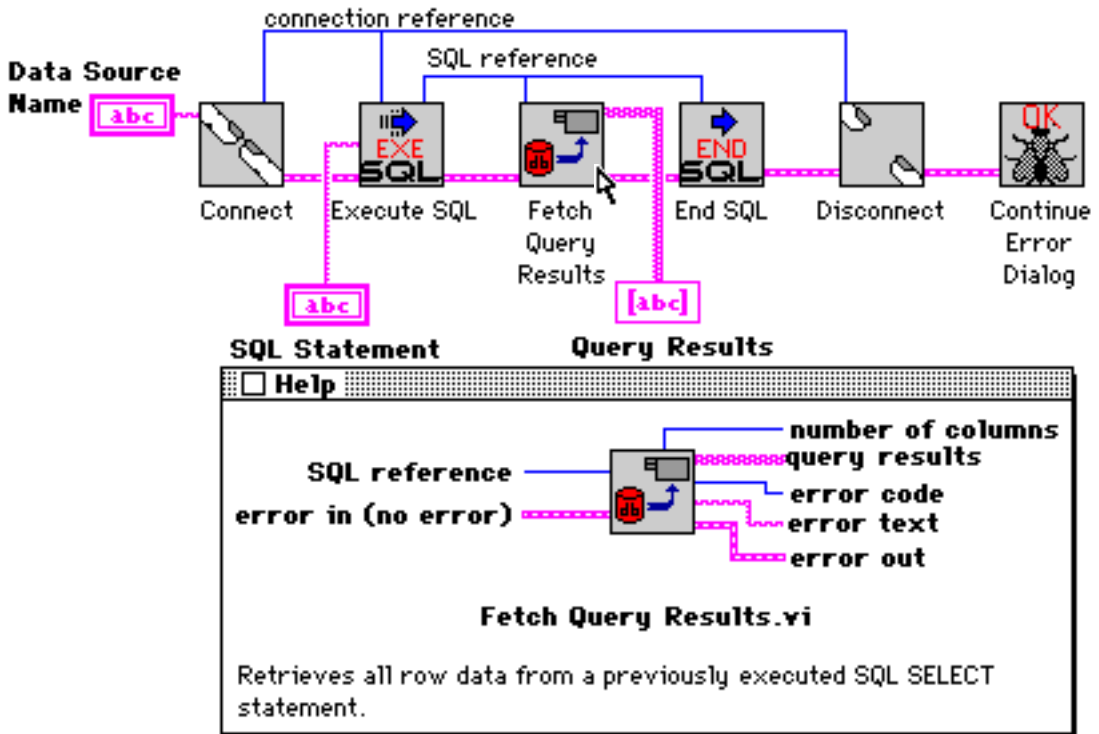 connection reference
SQL reference
Data Source
Name
abc
EXE
SQL
db
END
SQL
OK
Connect
Execute SQL
Fetch
Query
Results
End SQL
Disconnect
Continue
Error
Dialog
abc
[abc]
SQL Statement
Query Results
Help
number of columns
SQL reference
query results
error code
error in (no error)
db
error text
error out
Fetch Query Results.vi
Retrieves all row data from a previously executed SQL SELECT
statement.